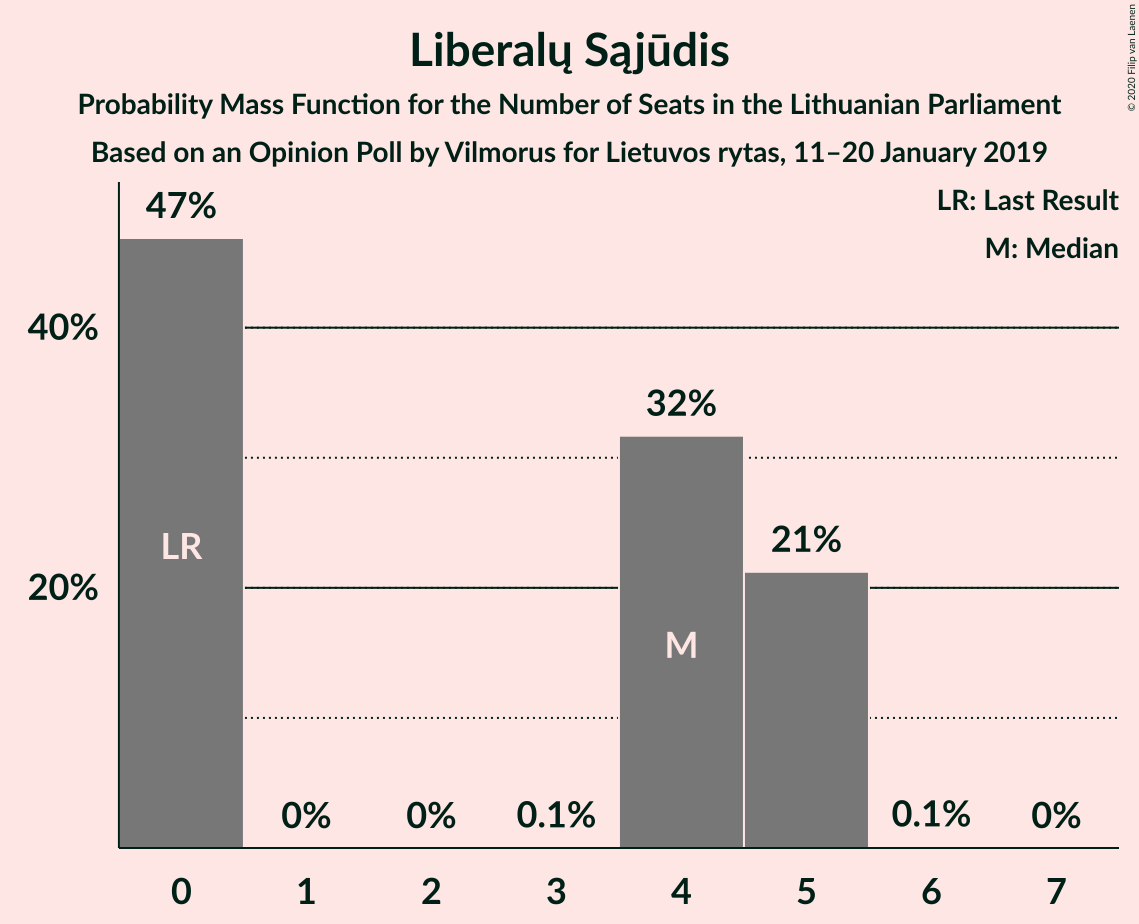 Liberalų Sąjūdis
Probability Mass Function for the Number of Seats in the Lithuanian Parliament
Based on an Opinion Poll by Vilmorus for Lietuvos rytas, 11–20 January 2019
© 2020 Filip van Laenen
LR: Last Result
M: Median
47%
40%
32%
21%
20%
LR
M
0% 0% 0.1% 0.1% 0%
0 1 2 3 4 5 6 7